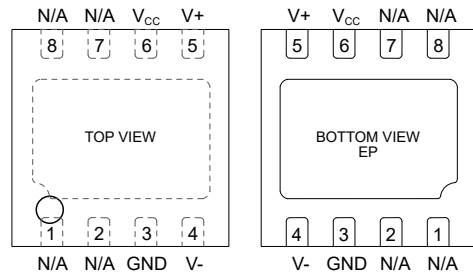 N/A N/A VCC V+
8 7 6 5
TOP VIEW
1 2 3 4
N/A N/A GND V-
V+ VCC N/A N/A
5 6 7 8
BOTTOM VIEW
EP
4 3 2 1
V- GND N/A N/A